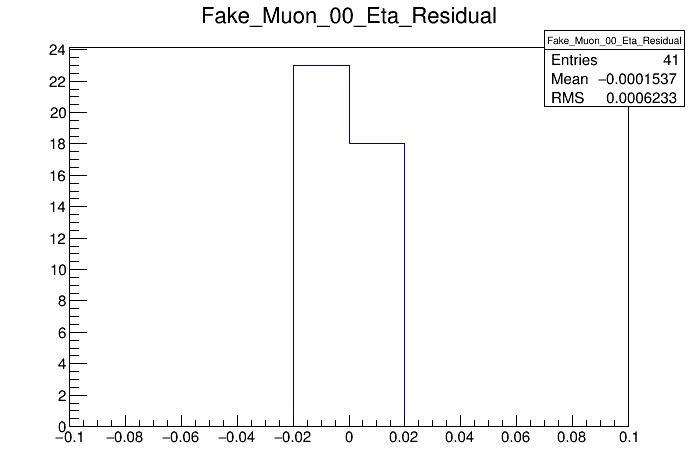 Fake_Muon_00_Eta_Residual
Fake_Muon_00_Eta_Residual
Entries 41
Mean −0.0001537
RMS 0.0006233
24
22
20
18
16
14
12
10
8
6
4
2
0
−0.1 −0.08 −0.06 −0.04 −0.02 0 0.02 0.04 0.06 0.08 0.1